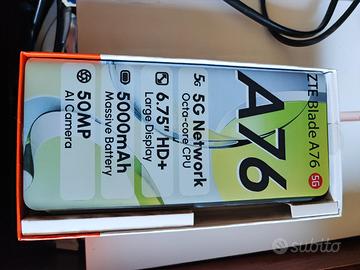 ZTE Blade A76 5G
A76
5G 5G Network
Octa-core CPU
6.75" HD+
Large Display
5000mAh
Massive Battery
50MP
AI Camera
subito